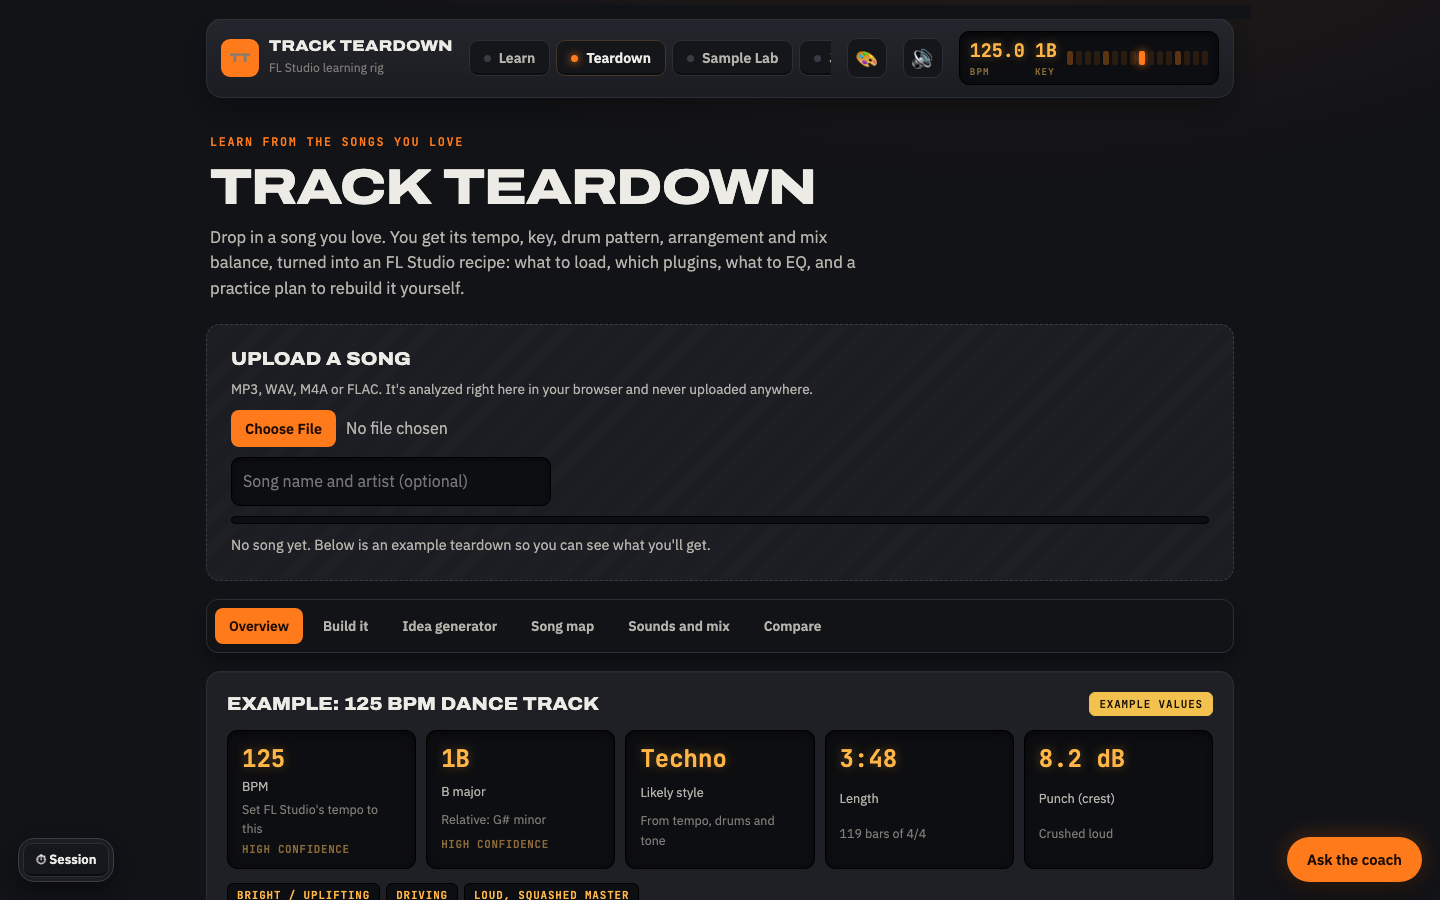 TT
TRACK TEARDOWN
FL Studio learning rig
Learn
Teardown
Sample Lab
125.0 1B
BPM KEY
LEARN FROM THE SONGS YOU LOVE
TRACK TEARDOWN
Drop in a song you love. You get its tempo, key, drum pattern, arrangement and mix
balance, turned into an FL Studio recipe: what to load, which plugins, what to EQ, and a
practice plan to rebuild it yourself.
UPLOAD A SONG
MP3, WAV, M4A or FLAC. It's analyzed right here in your browser and never uploaded anywhere.
Choose File No file chosen
Song name and artist (optional)
No song yet. Below is an example teardown so you can see what you'll get.
Overview Build it Idea generator Song map Sounds and mix Compare
EXAMPLE: 125 BPM DANCE TRACK
EXAMPLE VALUES
125
BPM
Set FL Studio's tempo to
this
HIGH CONFIDENCE
1B
B major
Relative: G# minor
HIGH CONFIDENCE
Techno
Likely style
From tempo, drums and
tone
3:48
Length
119 bars of 4/4
8.2 dB
Punch (crest)
Crushed loud
BRIGHT / UPLIFTING
DRIVING
LOUD, SQUASHED MASTER
Session
Ask the coach